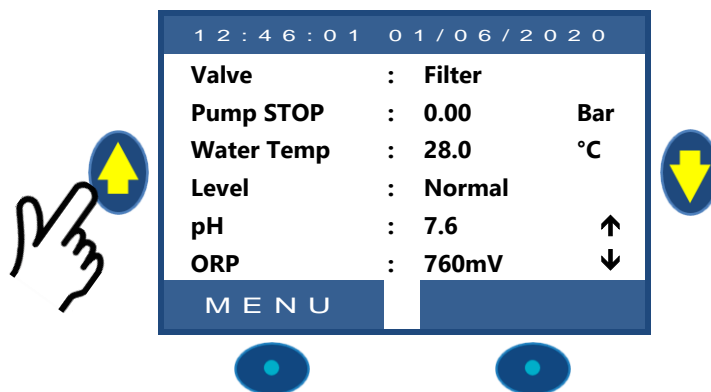 12:46:01 01/06/2020
Valve : Filter
Pump STOP : 0.00 Bar
Water Temp : 28.0 °C
Level : Normal
pH : 7.6 ↑
ORP : 760mV ↓
MENU